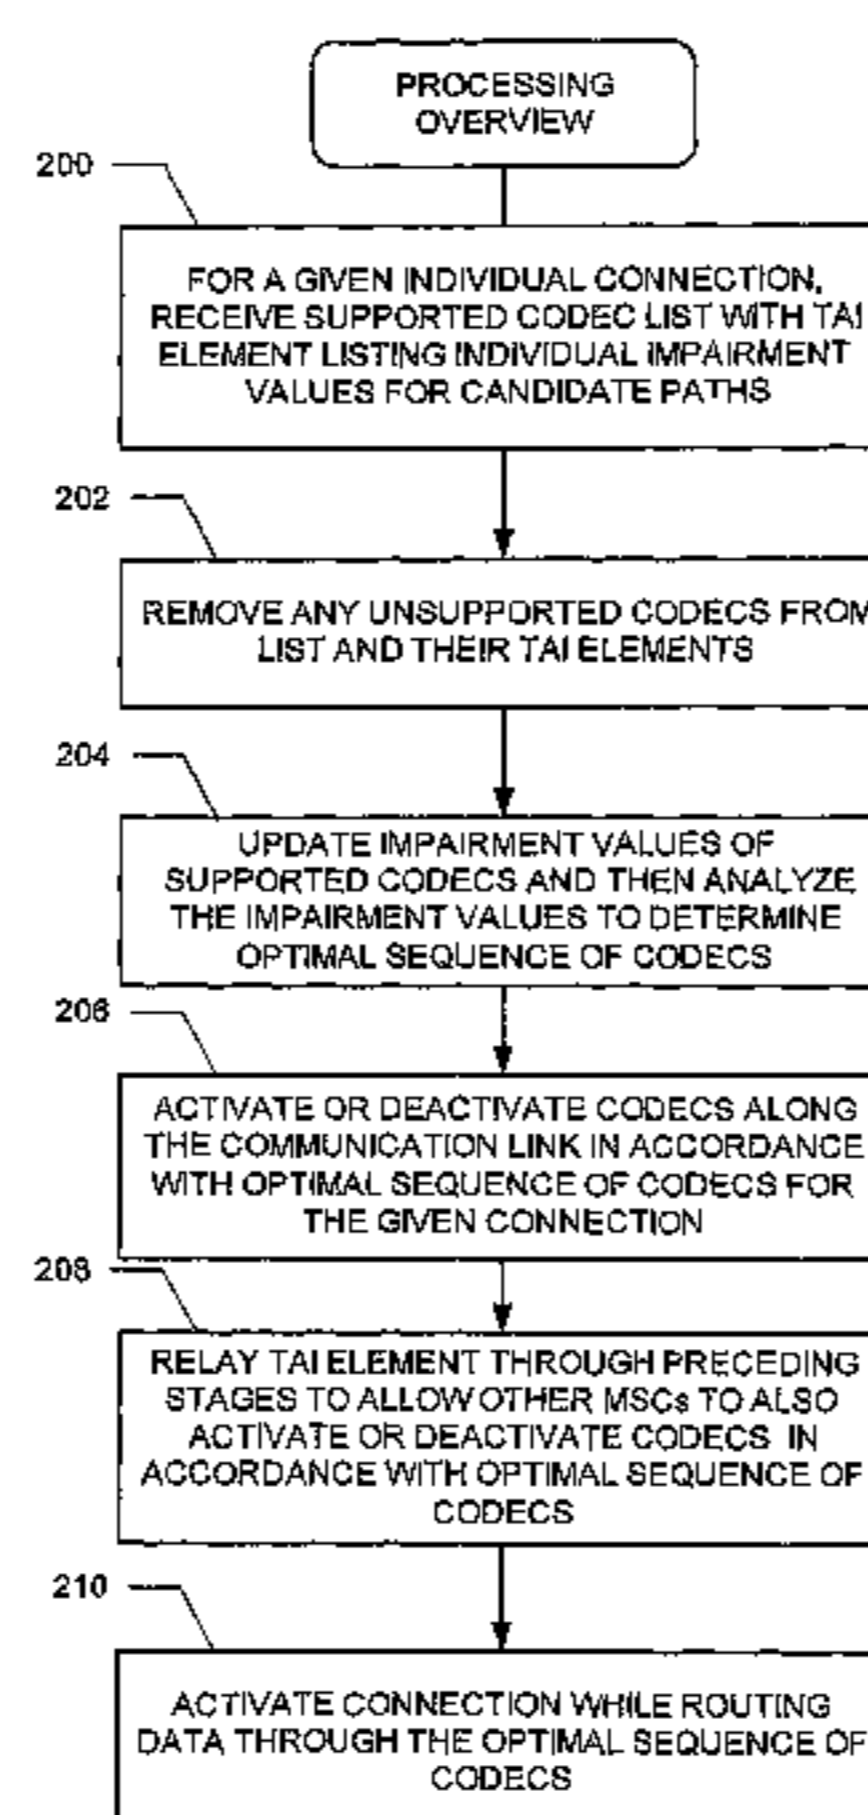 PROCESSING
OVERVIEW
200
FOR A GIVEN INDIVIDUAL CONNECTION,
RECEIVE SUPPORTED CODEC LIST WITH TAI
ELEMENT LISTING INDIVIDUAL IMPAIRMENT
VALUES FOR CANDIDATE PATHS
202
REMOVE ANY UNSUPPORTED CODECS FROM
LIST AND THEIR TAI ELEMENTS
204
UPDATE IMPAIRMENT VALUES OF
SUPPORTED CODECS AND THEN ANALYZE
THE IMPAIRMENT VALUES TO DETERMINE
OPTIMAL SEQUENCE OF CODECS
206
ACTIVATE OR DEACTIVATE CODECS ALONG
THE COMMUNICATION LINK IN ACCORDANCE
WITH OPTIMAL SEQUENCE OF CODECS FOR
THE GIVEN CONNECTION
208
RELAY TAI ELEMENT THROUGH PRECEDING
STAGES TO ALLOW OTHER MSCs TO ALSO
ACTIVATE OR DEACTIVATE CODECS IN
ACCORDANCE WITH OPTIMAL SEQUENCE OF
CODECS
210
ACTIVATE CONNECTION WHILE ROUTING
DATA THROUGH THE OPTIMAL SEQUENCE OF
CODECS